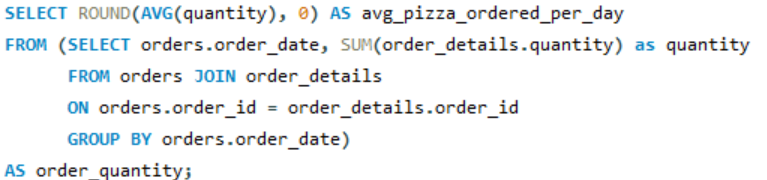 SELECT ROUND(AVG(quantity), 0) AS avg_pizza_ordered_per_day
FROM (SELECT orders.order_date, SUM(order_details.quantity) as quantity
FROM orders JOIN order_details
ON orders.order_id = order_details.order_id
GROUP BY orders.order_date)
AS order_quantity;